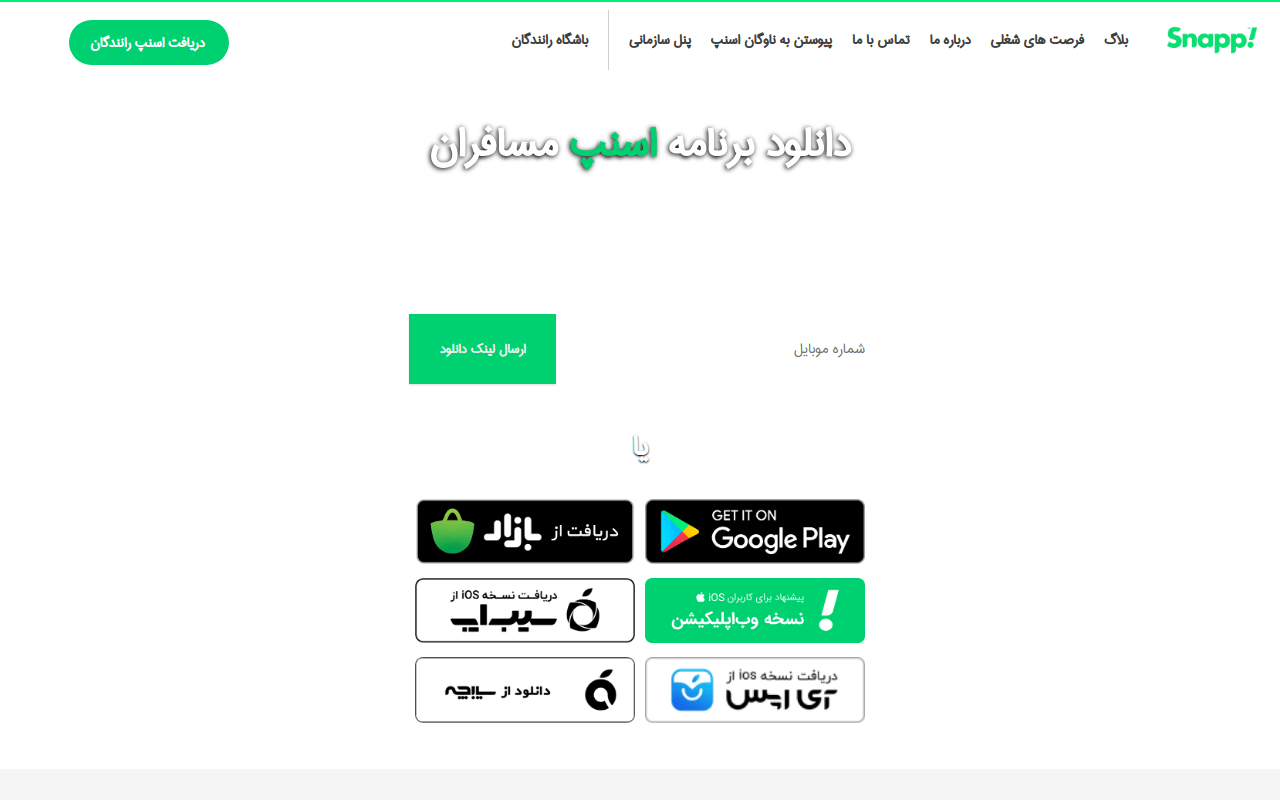 Snapp!
بلاگ
فرصت های شغلی
درباره ما
تماس با ما
پیوستن به ناوگان اسنپ
پنل سازمانی
باشگاه رانندگان
دریافت اسنپ رانندگان
دانلود برنامه اسنپ مسافران
شماره موبایل
ارسال لینک دانلود
یا
GET IT ON
Google Play
دریافت از بازار
پیشنهاد برای کاربران iOS
نسخه وب‌اپلیکیشن
دریافت نسخه iOS از
سیب‌اپ
دریافت نسخه ios از
آی اپس
دانلود از سیبچه